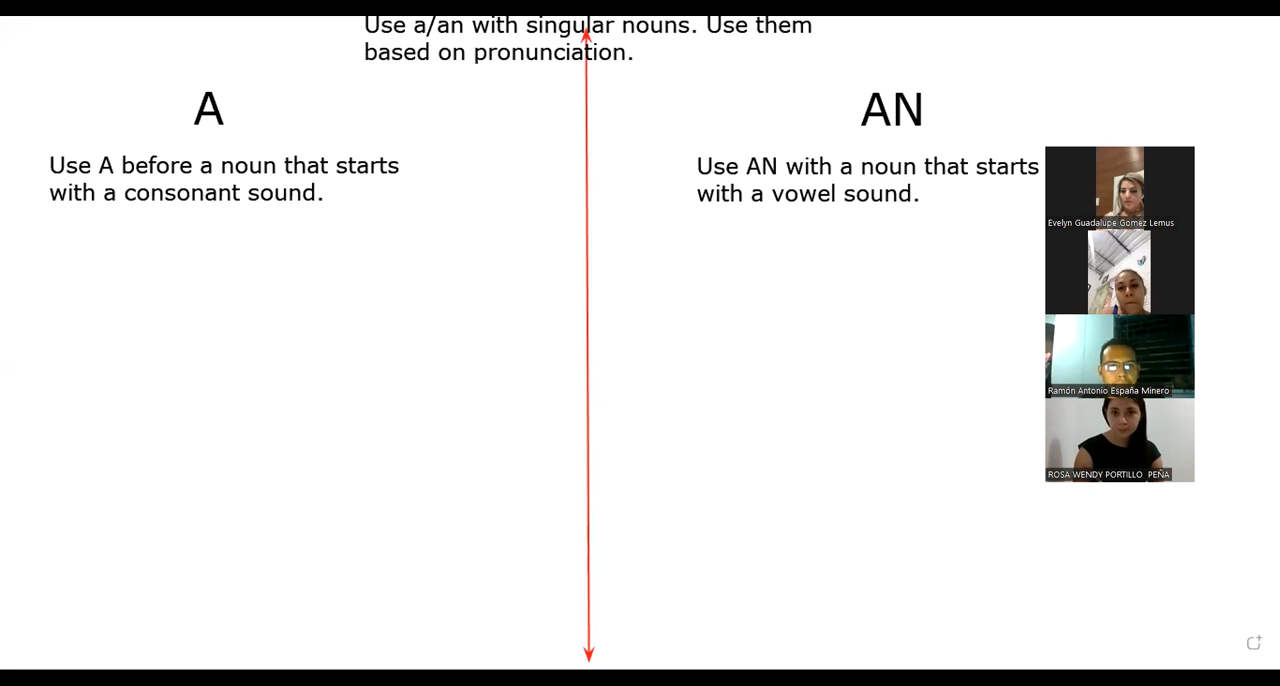 Use a/an with singular nouns. Use them
based on pronunciation.
A
Use A before a noun that starts
with a consonant sound.
AN
Use AN with a noun that starts
with a vowel sound.
Evelyn Guadalupe Gomez Lemus
Ramón Antonio España Minero
ROSA WENDY PORTILLO PEÑA